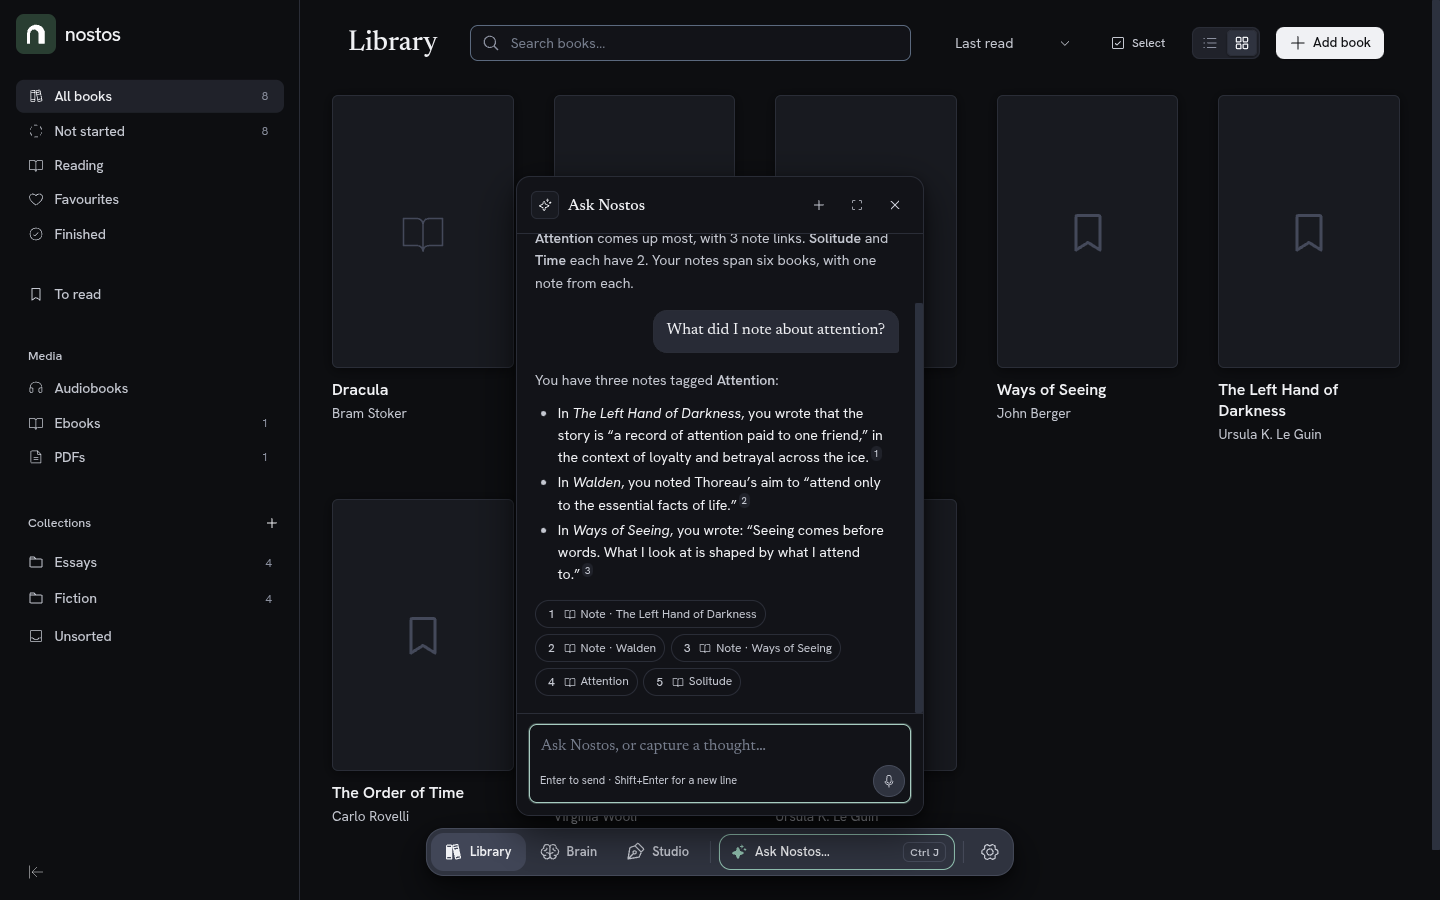 nostos
All books 8
Not started 8
Reading
Favourites
Finished
To read
Media
Audiobooks
Ebooks 1
PDFs 1
Collections
Essays 4
Fiction 4
Unsorted
Library
Search books...
Last read
Select
Add book
Dracula
Bram Stoker
Ways of Seeing
John Berger
The Left Hand of
Darkness
Ursula K. Le Guin
The Order of Time
Carlo Rovelli
Virginia Woolf
Ursula K. Le Guin
Ask Nostos
Attention comes up most, with 3 note links. Solitude and
Time each have 2. Your notes span six books, with one
note from each.
What did I note about attention?
You have three notes tagged Attention:
In The Left Hand of Darkness, you wrote that the
story is “a record of attention paid to one friend,” in
the context of loyalty and betrayal across the ice. 1
In Walden, you noted Thoreau’s aim to “attend only
to the essential facts of life.” 2
In Ways of Seeing, you wrote: “Seeing comes before
words. What I look at is shaped by what I attend
to.” 3
1 Note · The Left Hand of Darkness
2 Note · Walden 3 Note · Ways of Seeing
4 Attention 5 Solitude
Ask Nostos, or capture a thought...
Enter to send · Shift+Enter for a new line
Library Brain Studio Ask Nostos... Ctrl J